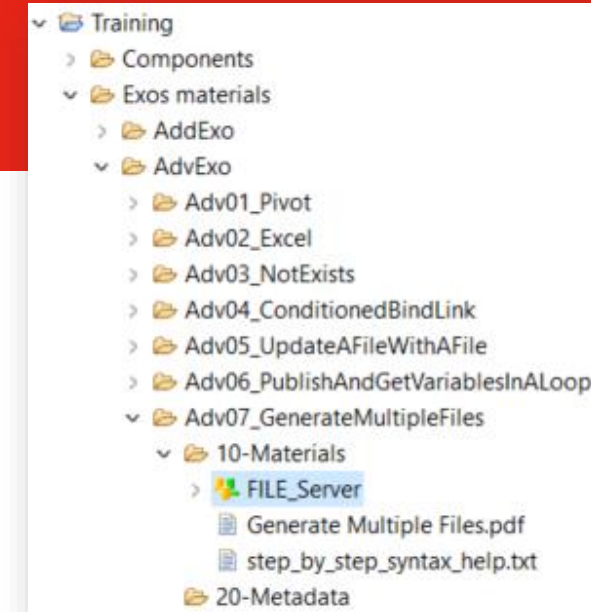 Training
Components
Exos materials
AddExo
AdvExo
Adv01_Pivot
Adv02_Excel
Adv03_NotExists
Adv04_ConditionedBindLink
Adv05_UpdateAFileWithAFile
Adv06_PublishAndGetVariablesInALoop
Adv07_GenerateMultipleFiles
10-Materials
FILE_Server
Generate Multiple Files.pdf
step_by_step_syntax_help.txt
20-Metadata